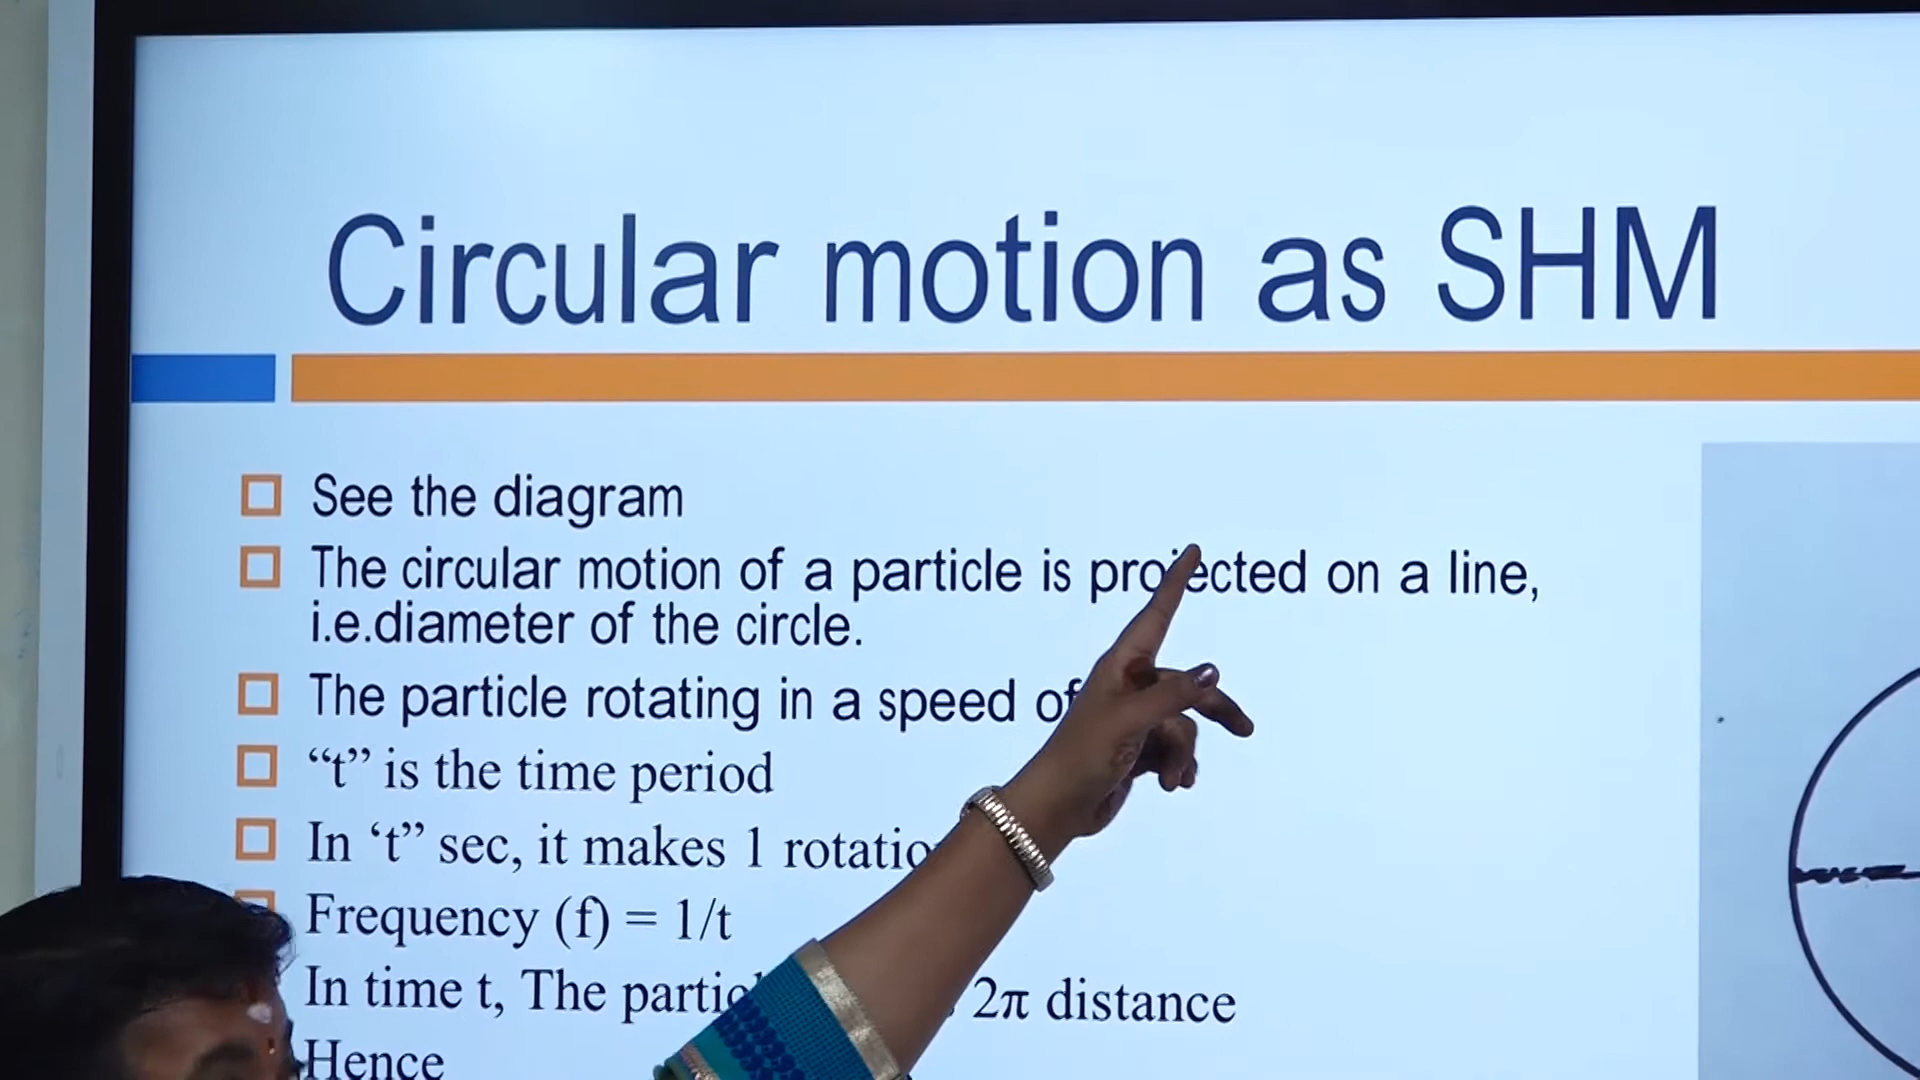 Circular motion as SHM
See the diagram
The circular motion of a particle is projected on a line,
i.e.diameter of the circle.
The particle rotating in a speed of
“t” is the time period
In ‘t” sec, it makes 1 rotation
Frequency (f) = 1/t
In time t, The particle 2π distance
Hence